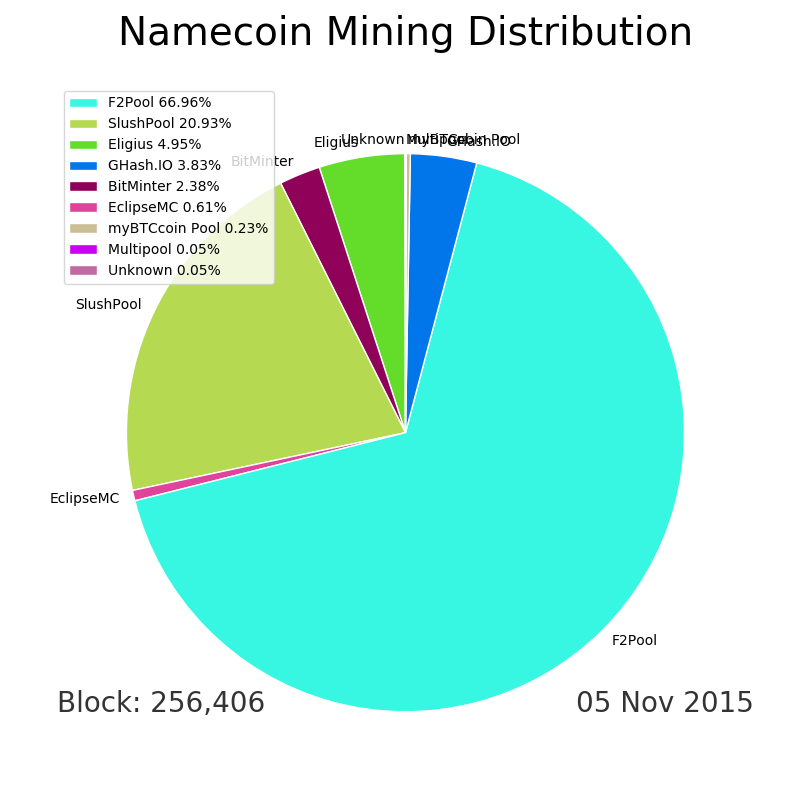 Namecoin Mining Distribution
F2Pool 66.96%
SlushPool 20.93%
Eligius 4.95%
GHash.IO 3.83%
BitMinter 2.38%
EclipseMC 0.61%
myBTCcoin Pool 0.23%
Multipool 0.05%
Unknown 0.05%
Unknown
Multipool
myBTCcoin Pool
GHash.IO
Eligius
BitMinter
SlushPool
EclipseMC
F2Pool
Block: 256,406
05 Nov 2015